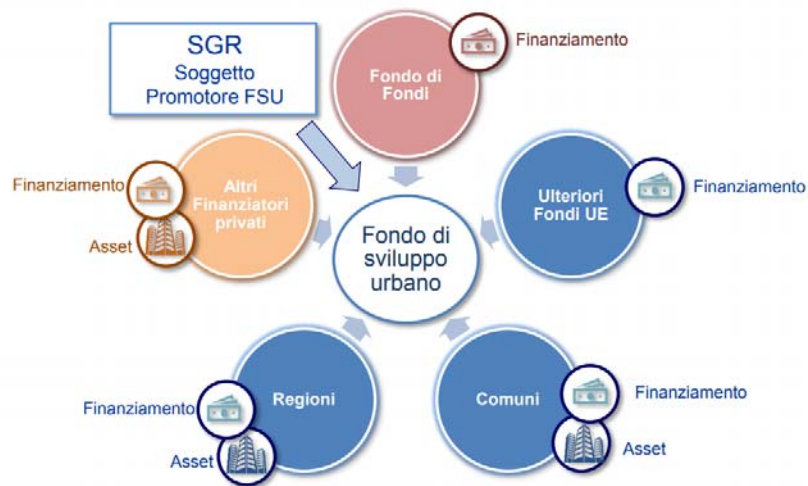 SGR
Soggetto
Promotore FSU
Fondo di
Fondi
Finanziamento
Finanziamento
Asset
Altri
Finanziatori
privati
Ulteriori
Fondi UE
Finanziamento
Fondo di
sviluppo
urbano
Finanziamento
Asset
Regioni
Comuni
Finanziamento
Asset